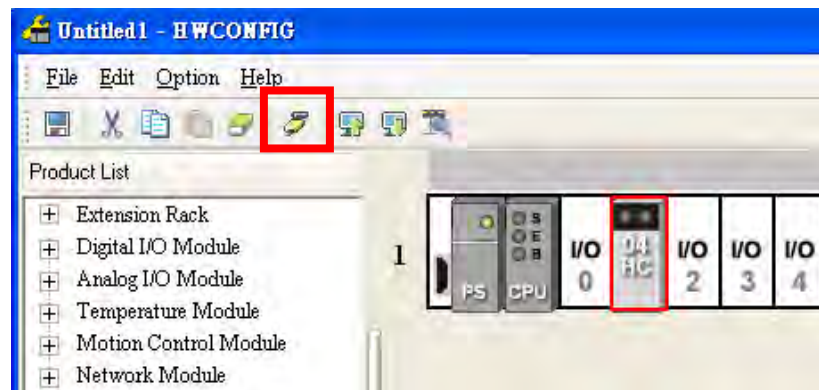 Untitled1 - HWCONFIG
File Edit Option Help
Product List
Extension Rack
Digital I/O Module
Analog I/O Module
Temperature Module
Motion Control Module
Network Module
1
PS CPU I/O 0 04 HC I/O 2 I/O 3 I/O 4
S
E
B